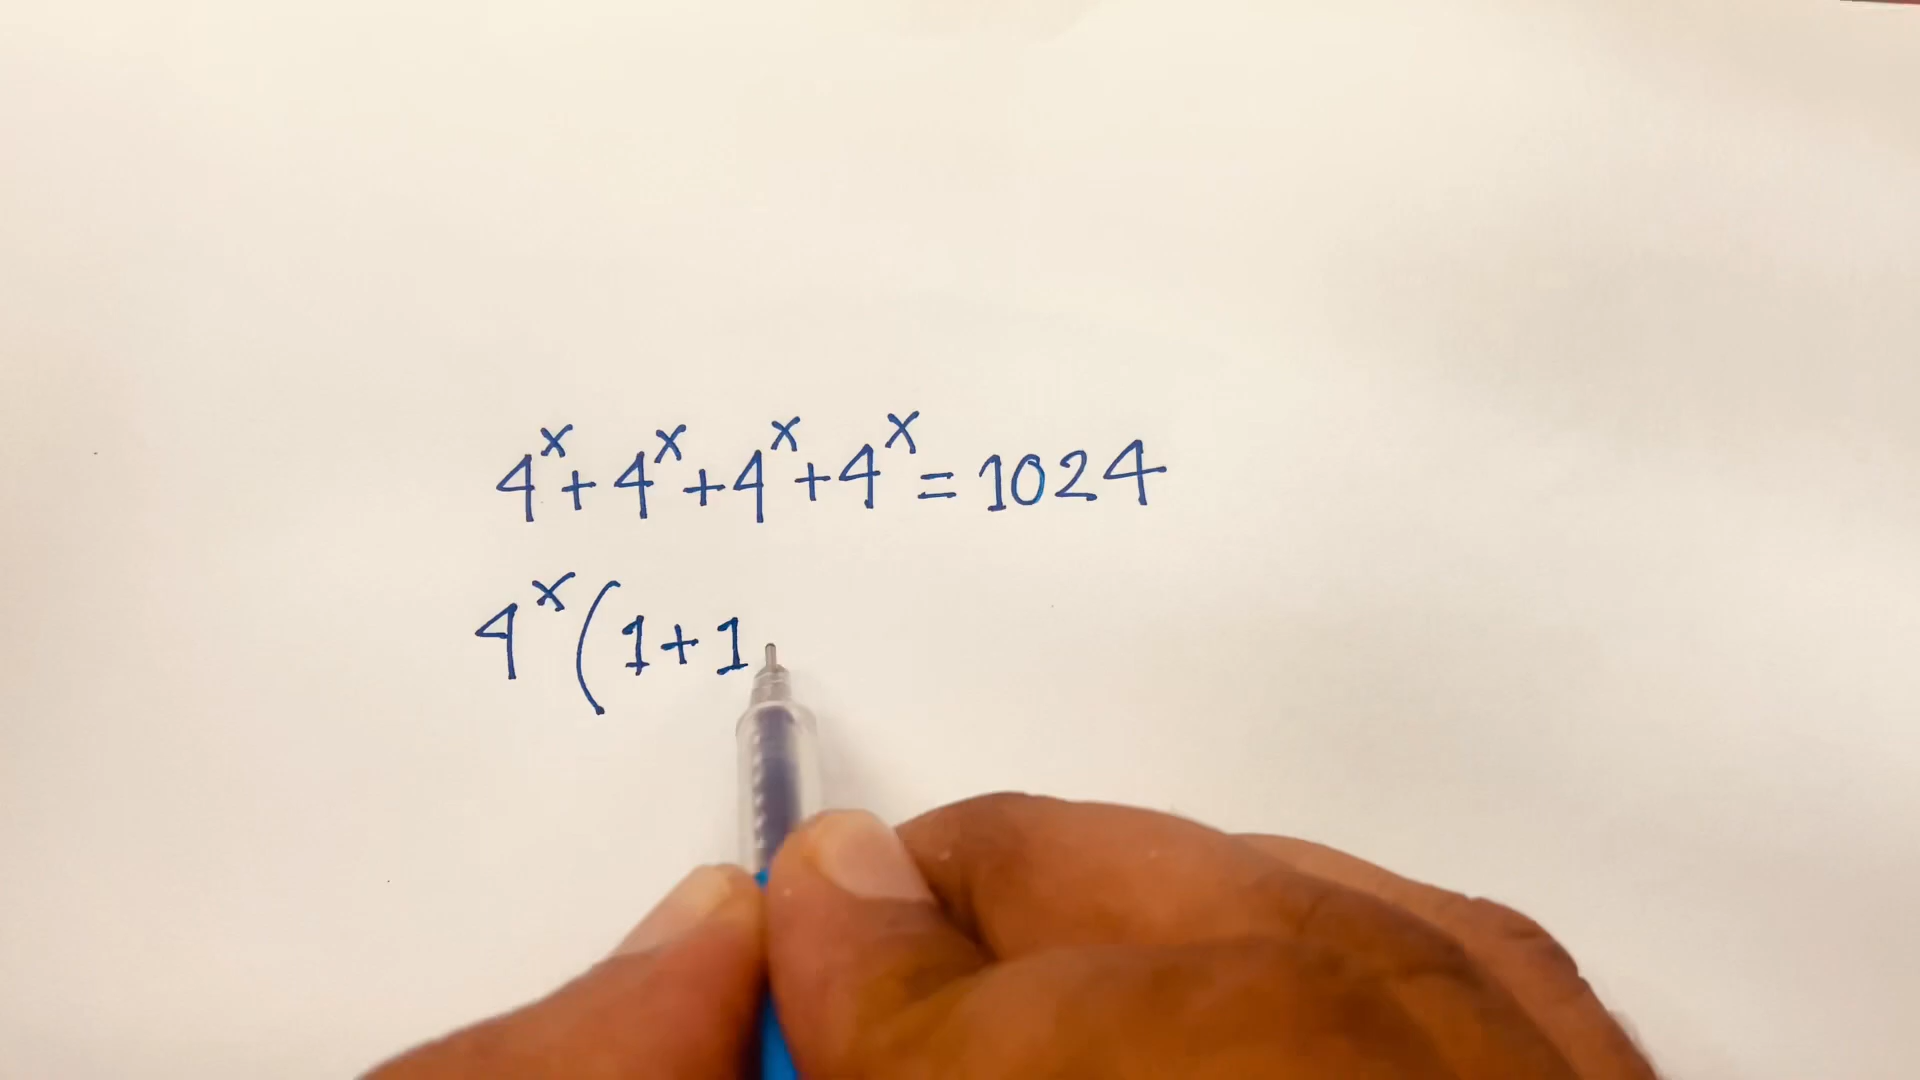 4^x + 4^x + 4^x + 4^x = 1024
4^x (1 + 1